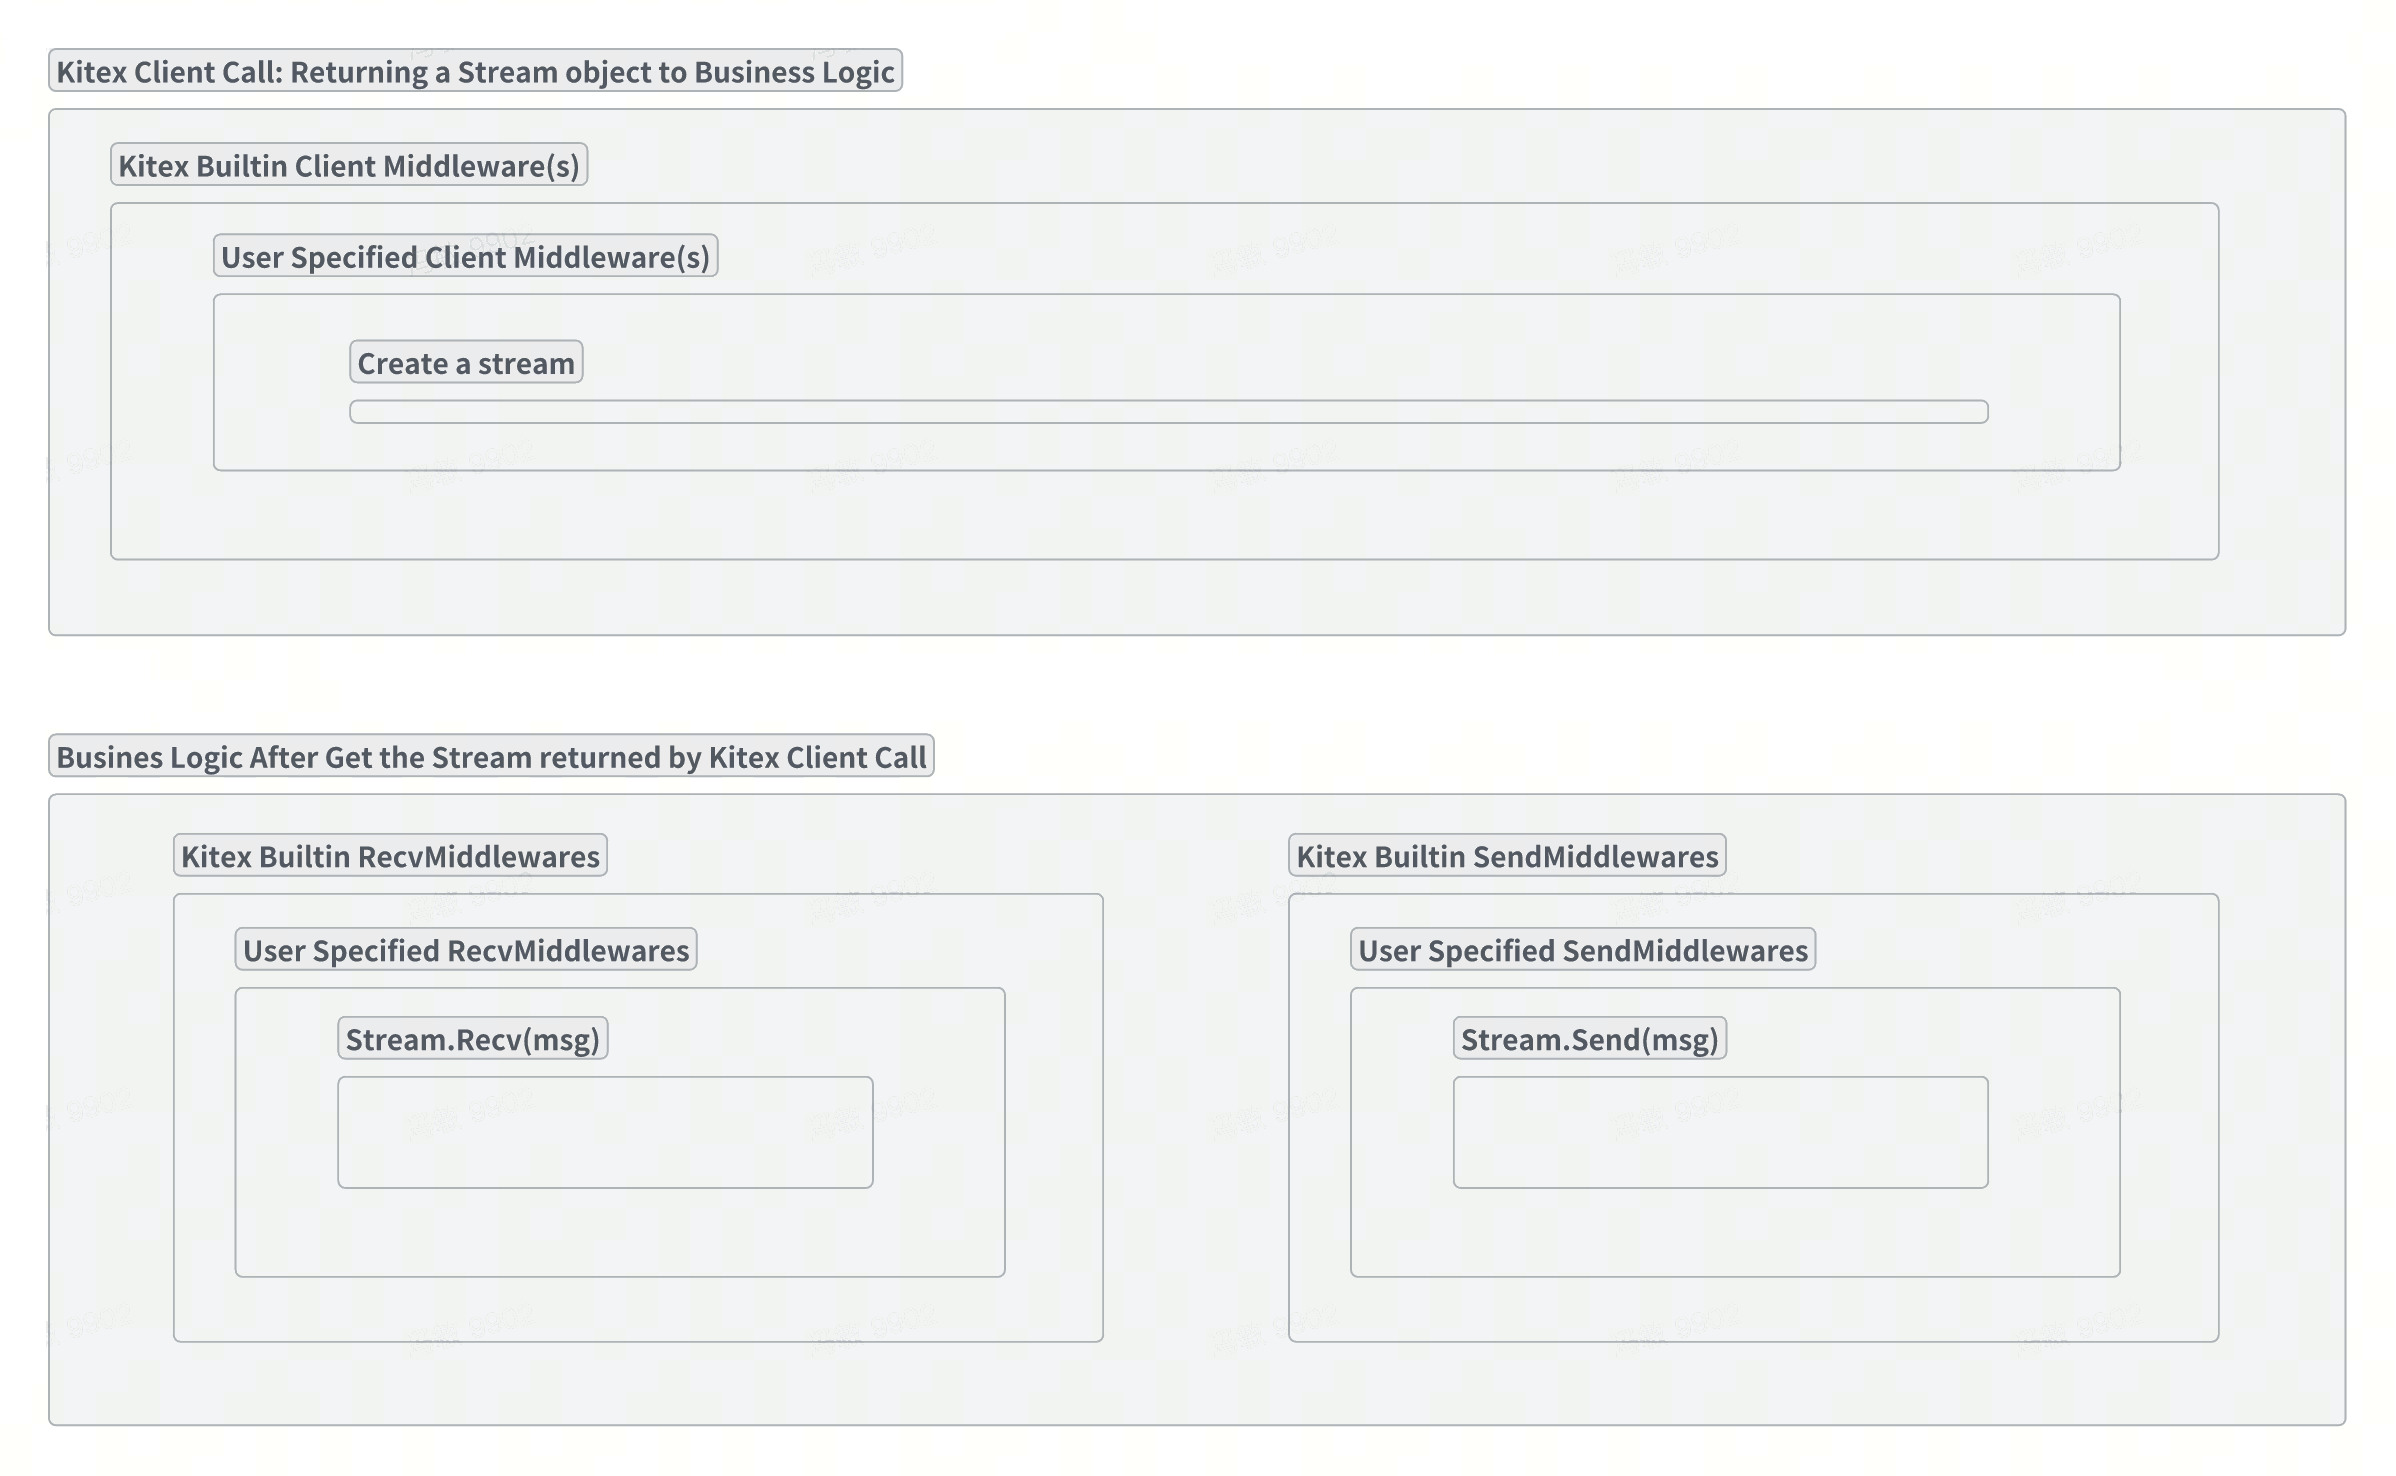 Kitex Client Call: Returning a Stream object to Business Logic
Kitex Builtin Client Middleware(s)
User Specified Client Middleware(s)
Create a stream
Busines Logic After Get the Stream returned by Kitex Client Call
Kitex Builtin RecvMiddlewares
Kitex Builtin SendMiddlewares
User Specified RecvMiddlewares
User Specified SendMiddlewares
Stream.Recv(msg)
Stream.Send(msg)